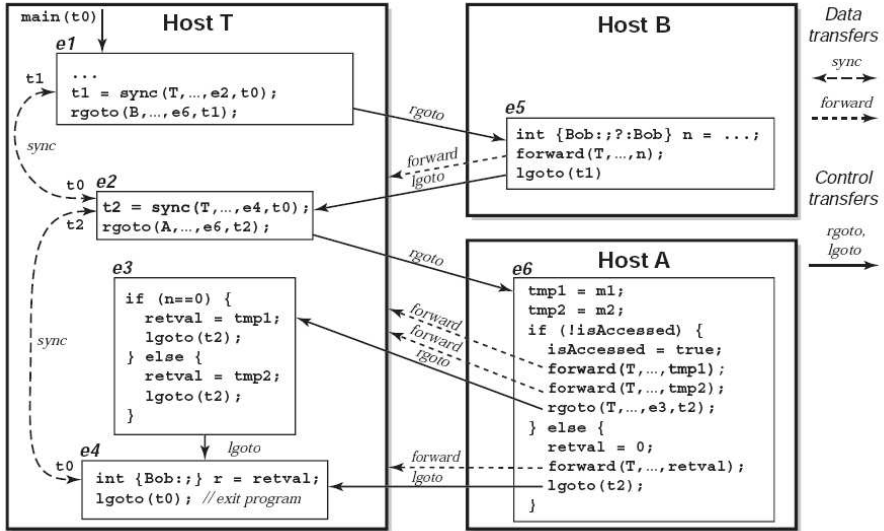 main(t0)
Host T
e1
...
t1 = sync(T,…,e2,t0);
rgoto(B,…,e6,t1);
t1
sync
t0
e2
t2 = sync(T,…,e4,t0);
rgoto(A,…,e6,t2);
t2
e3
if (n==0) {
retval = tmp1;
lgoto(t2);
} else {
retval = tmp2;
lgoto(t2);
}
sync
lgoto
t0
e4
int {Bob:;} r = retval;
lgoto(t0); //exit program
rgoto
forward
lgoto
rgoto
forward
forward
rgoto
forward
lgoto
Host B
e5
int {Bob:;?:Bob} n = ...;
forward(T,…,n);
lgoto(t1)
Host A
e6
tmp1 = m1;
tmp2 = m2;
if (!isAccessed) {
isAccessed = true;
forward(T,…,tmp1);
forward(T,…,tmp2);
rgoto(T,…,e3,t2);
} else {
retval = 0;
forward(T,…,retval);
lgoto(t2);
}
Data
transfers
sync
forward
Control
transfers
rgoto,
lgoto